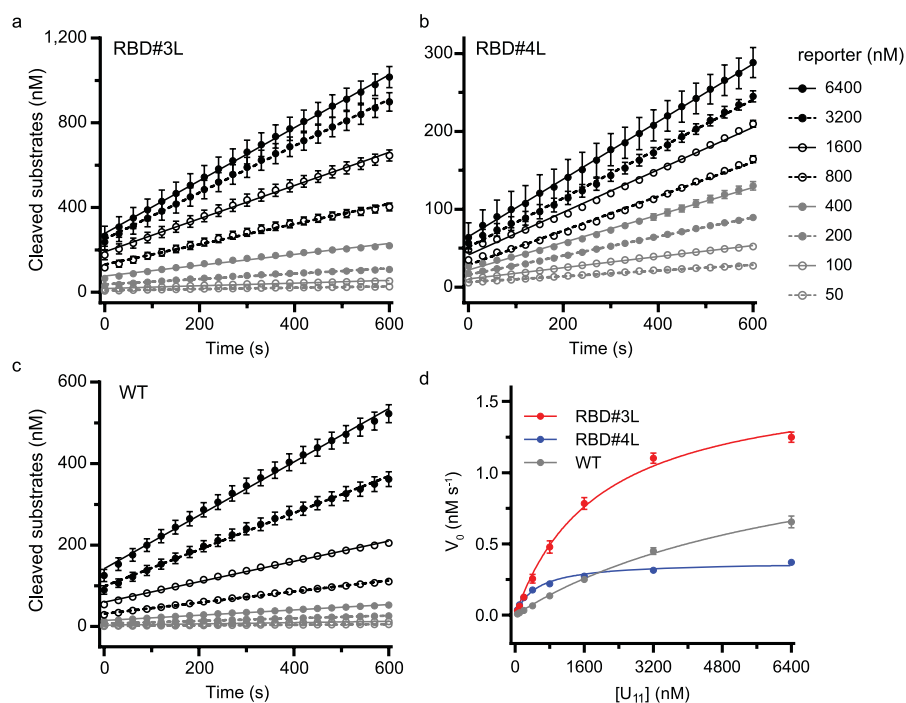 a
RBD#3L
1,200
800
400
0
0
200
400
600
Cleaved substrates (nM)
Time (s)
b
RBD#4L
300
200
100
0
0
200
400
600
Time (s)
reporter (nM)
6400
3200
1600
800
400
200
100
50
c
WT
600
400
200
0
0
200
400
600
Cleaved substrates (nM)
Time (s)
d
RBD#3L
RBD#4L
WT
1.5
1.0
0.5
0.0
0
1600
3200
4800
6400
V₀ (nM s⁻¹)
[U₁₁] (nM)